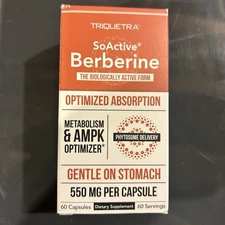 TRIQUETRA®
SoActive®
Berberine
THE BIOLOGICALLY ACTIVE FORM
OPTIMIZED ABSORPTION
METABOLISM
& AMPK
OPTIMIZER®
PHYTOSOME DELIVERY
GENTLE ON STOMACH
550 MG PER CAPSULE
60 Capsules Dietary Supplement 60 Servings